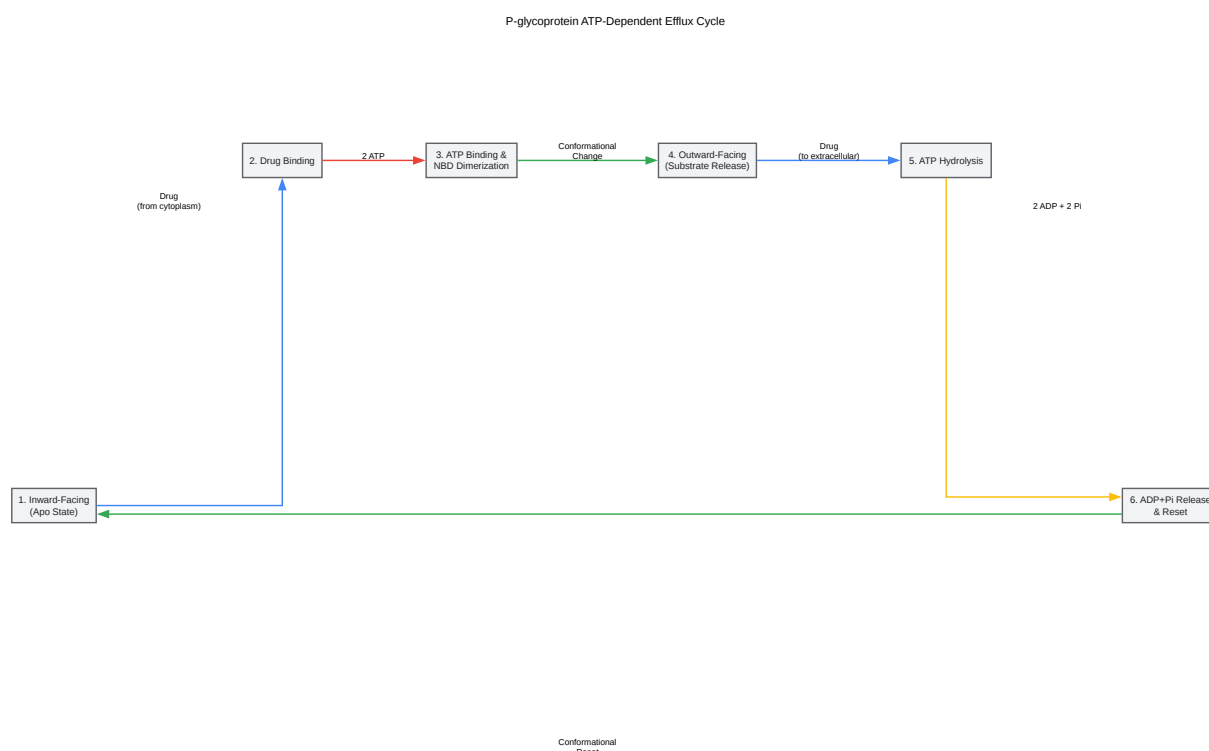 P-glycoprotein ATP-Dependent Efflux Cycle
2. Drug Binding
2 ATP
3. ATP Binding &
NBD Dimerization
Conformational
Change
4. Outward-Facing
(Substrate Release)
Drug
(to extracellular)
5. ATP Hydrolysis
Drug
(from cytoplasm)
2 ADP + 2 Pi
1. Inward-Facing
(Apo State)
6. ADP+Pi Release
& Reset
Conformational
Reset